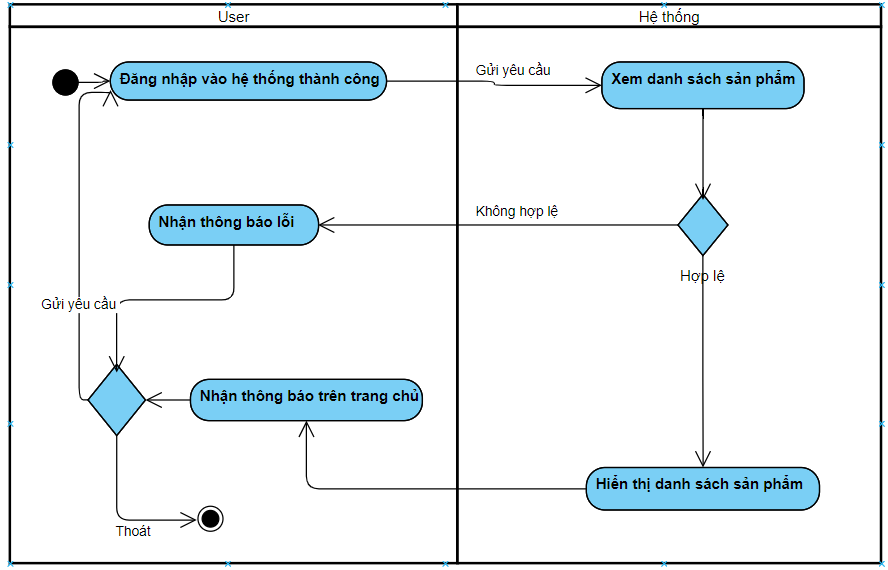 User
Hệ thống
Đăng nhập vào hệ thống thành công
Gửi yêu cầu
Xem danh sách sản phẩm
Nhận thông báo lỗi
Không hợp lệ
Hợp lệ
Gửi yêu cầu
Nhận thông báo trên trang chủ
Hiển thị danh sách sản phẩm
Thoát